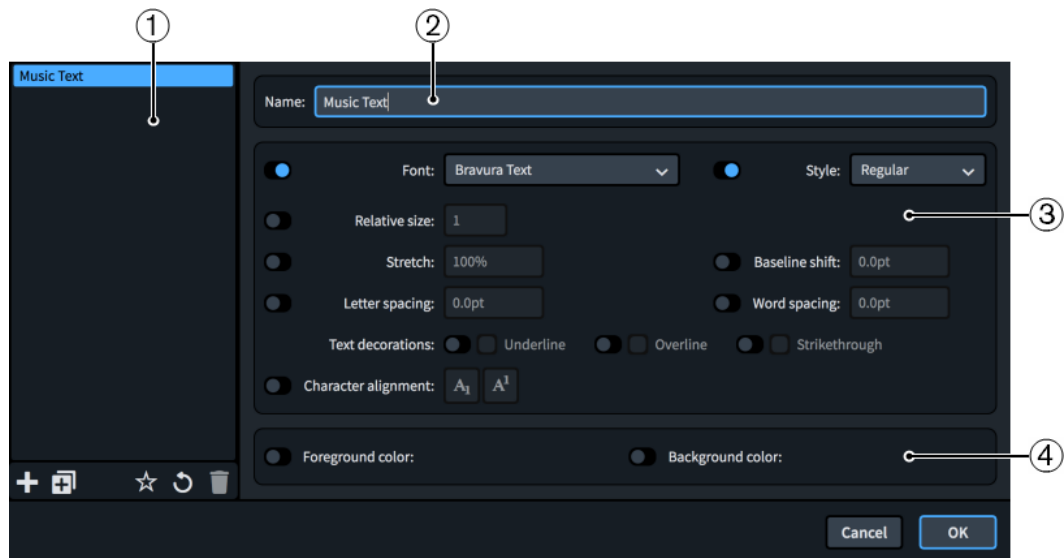 ① ②
Music Text
Name: Music Text
Font: Bravura Text Style: Regular
③
Relative size: 1
Stretch: 100% Baseline shift: 0.0pt
Letter spacing: 0.0pt Word spacing: 0.0pt
Text decorations: Underline Overline Strikethrough
Character alignment: A1 A1
Foreground color: Background color: ④
Cancel OK